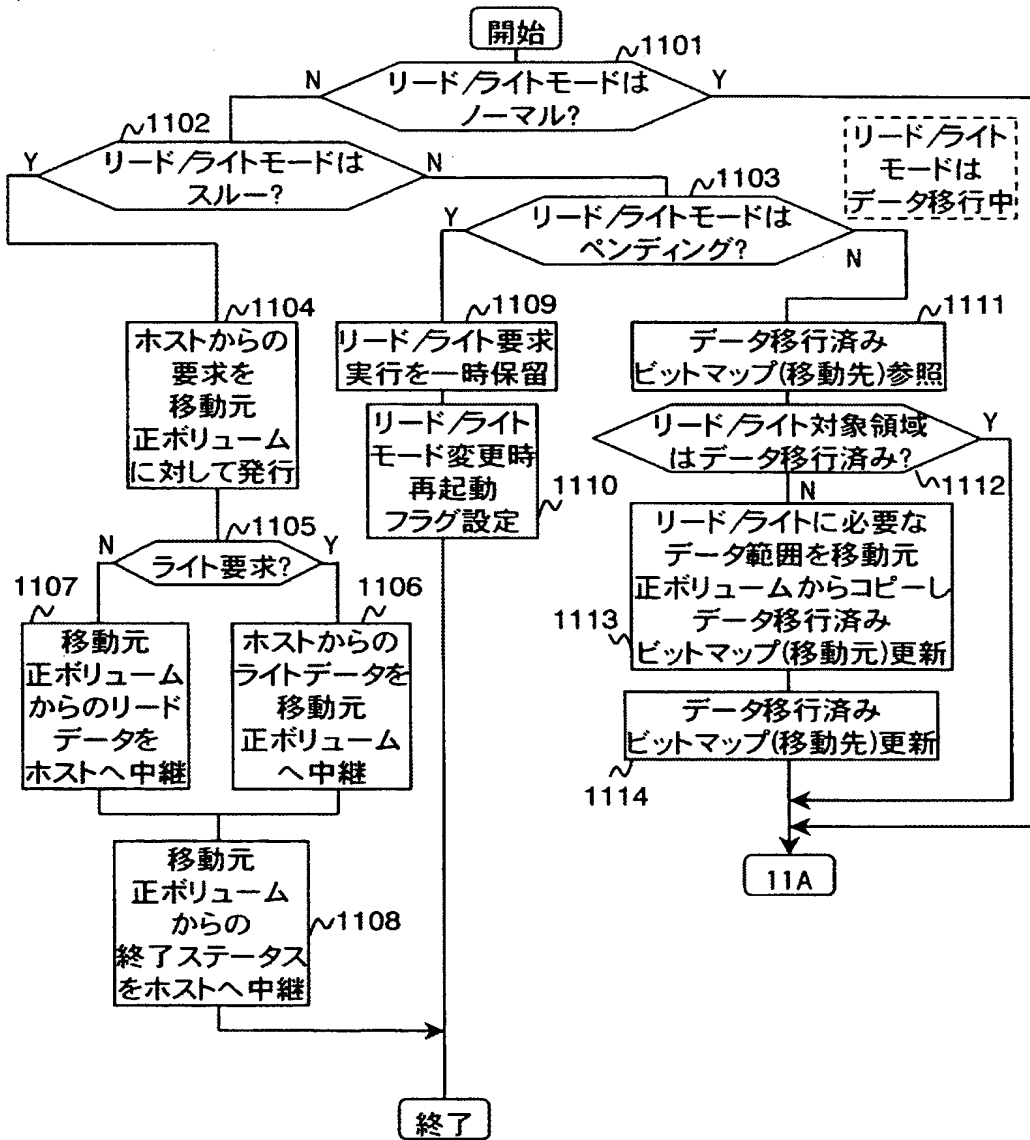 開始
1101
リード/ライトモードは
ノーマル?
N
Y
1102
リード/ライトモードは
スルー?
Y
N
リード/ライト
モードは
データ移行中
1103
リード/ライトモードは
ペンディング?
Y
N
1104
ホストからの
要求を
移動元
正ボリューム
に対して発行
1109
リード/ライト要求
実行を一時保留
1111
データ移行済み
ビットマップ(移動先)参照
リード/ライト
モード変更時
再起動
フラグ設定
1110
リード/ライト対象領域
はデータ移行済み?
Y
1112
N
1105
ライト要求?
N
Y
リード/ライトに必要な
データ範囲を移動元
正ボリュームからコピーし
データ移行済み
ビットマップ(移動元)更新
1113
1107
移動元
正ボリューム
からのリード
データを
ホストへ中継
1106
ホストからの
ライトデータを
移動元
正ボリューム
へ中継
データ移行済み
ビットマップ(移動先)更新
1114
移動元
正ボリューム
からの
終了ステータス
をホストへ中継
1108
11A
終了